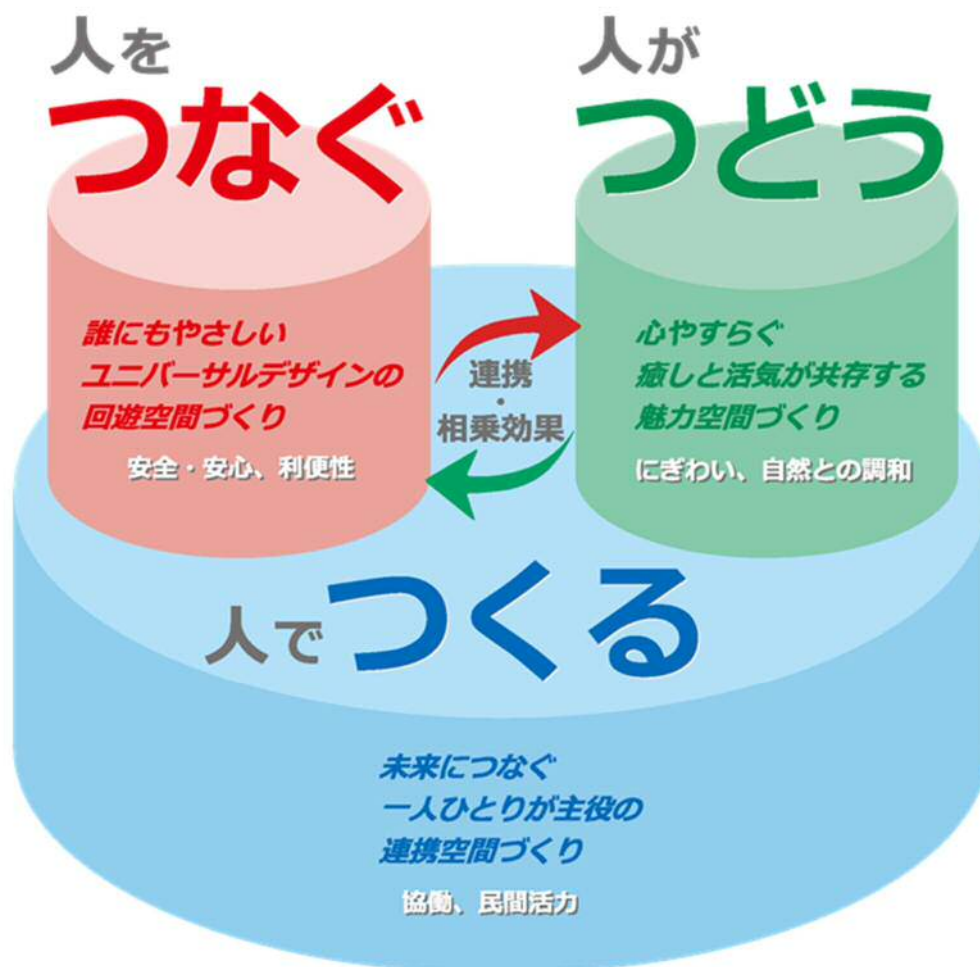 人を
つなぐ
人が
つどう
誰にもやさしい
ユニバーサルデザインの
回遊空間づくり
安全・安心、利便性
連携
・
相乗効果
心やすらぐ
癒しと活気が共存する
魅力空間づくり
にぎわい、自然との調和
人でつくる
未来につなぐ
一人ひとりが主役の
連携空間づくり
協働、民間活力